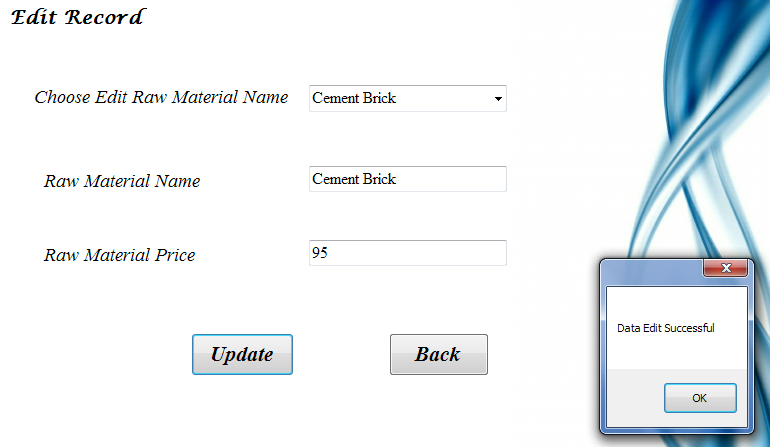 Edit Record
Choose Edit Raw Material Name
Cement Brick
Raw Material Name
Cement Brick
Raw Material Price
95
Data Edit Successful
Update
Back
OK